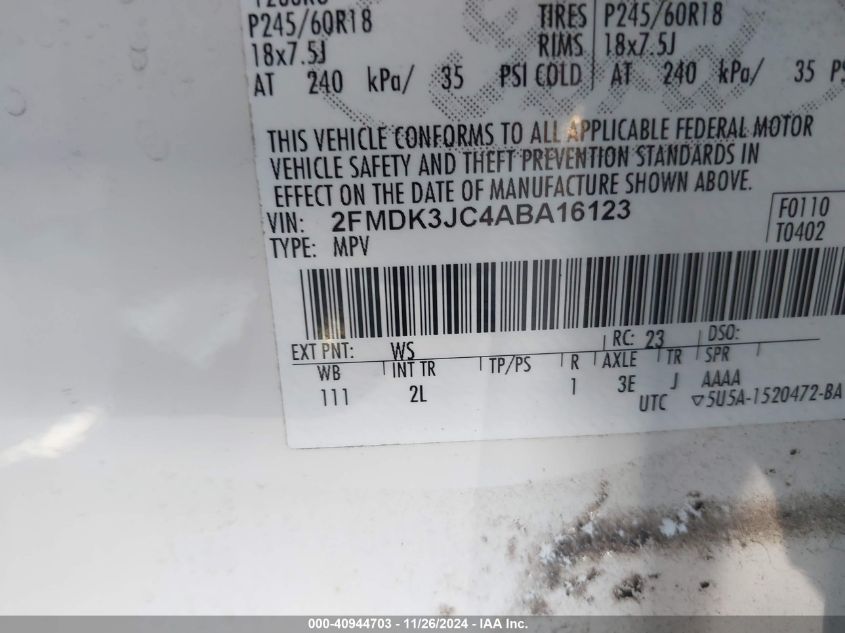 P245/60R18 TIRES P245/60R18
18x7.5J RIMS 18x7.5J
AT 240 kPa/ 35 PSI COLD AT 240 kPa/ 35 PS
THIS VEHICLE CONFORMS TO ALL APPLICABLE FEDERAL MOTOR
VEHICLE SAFETY AND THEFT PREVENTION STANDARDS IN
EFFECT ON THE DATE OF MANUFACTURE SHOWN ABOVE.
VIN: 2FMDK3JC4ABA16123 F0110
TYPE: MPV T0402
EXT PNT: WS RC: 23 DSO:
WB INT TR TP/PS R AXLE TR SPR
111 2L 1 3E J AAAA
UTC ▽5U5A-1520472-BA
000-40944703 - 11/26/2024 - IAA Inc.